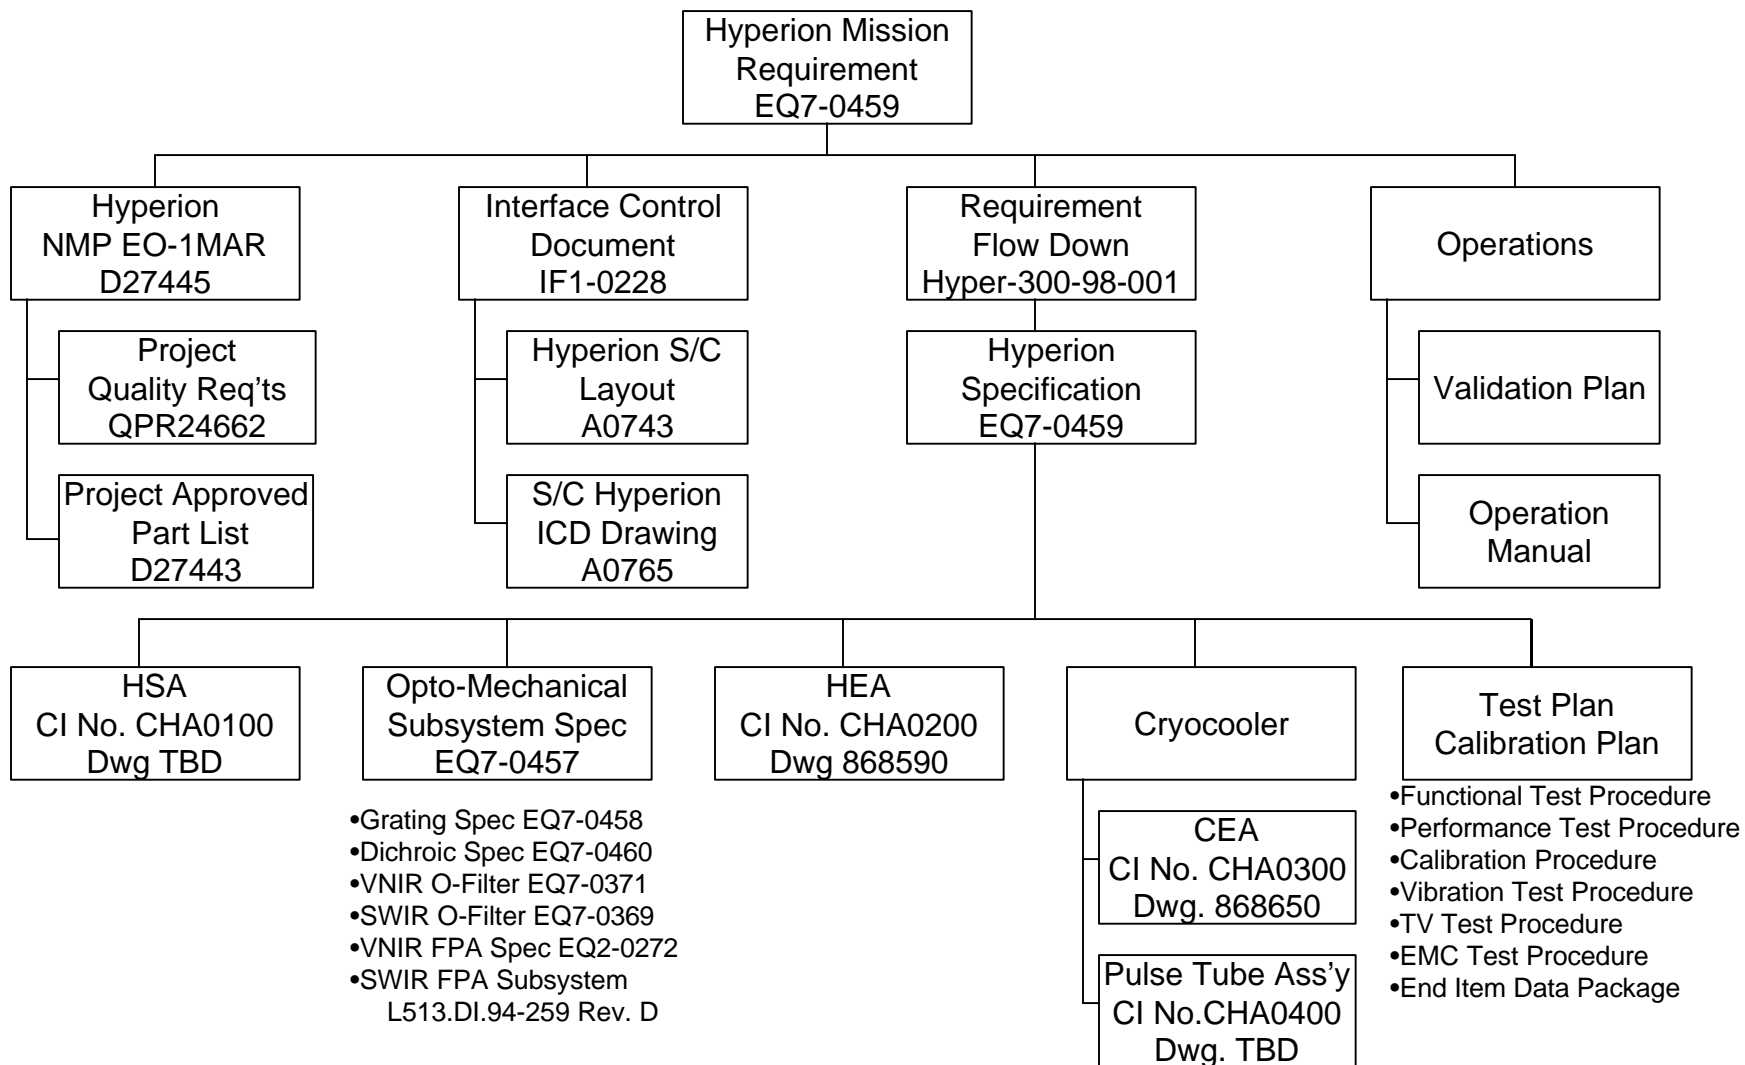 Hyperion Mission
Requirement
EQ7-0459
Hyperion
NMP EO-1MAR
D27445
Interface Control
Document
IF1-0228
Requirement
Flow Down
Hyper-300-98-001
Operations
Project
Quality Req'ts
QPR24662
Hyperion S/C
Layout
A0743
Hyperion
Specification
EQ7-0459
Validation Plan
Project Approved
Part List
D27443
S/C Hyperion
ICD Drawing
A0765
Operation
Manual
HSA
CI No. CHA0100
Dwg TBD
Opto-Mechanical
Subsystem Spec
EQ7-0457
•Grating Spec EQ7-0458
•Dichroic Spec EQ7-0460
•VNIR O-Filter EQ7-0371
•SWIR O-Filter EQ7-0369
•VNIR FPA Spec EQ2-0272
•SWIR FPA Subsystem
L513.DI.94-259 Rev. D
HEA
CI No. CHA0200
Dwg 868590
Cryocooler
CEA
CI No. CHA0300
Dwg. 868650
Pulse Tube Ass'y
CI No.CHA0400
Dwg. TBD
Test Plan
Calibration Plan
•Functional Test Procedure
•Performance Test Procedure
•Calibration Procedure
•Vibration Test Procedure
•TV Test Procedure
•EMC Test Procedure
•End Item Data Package